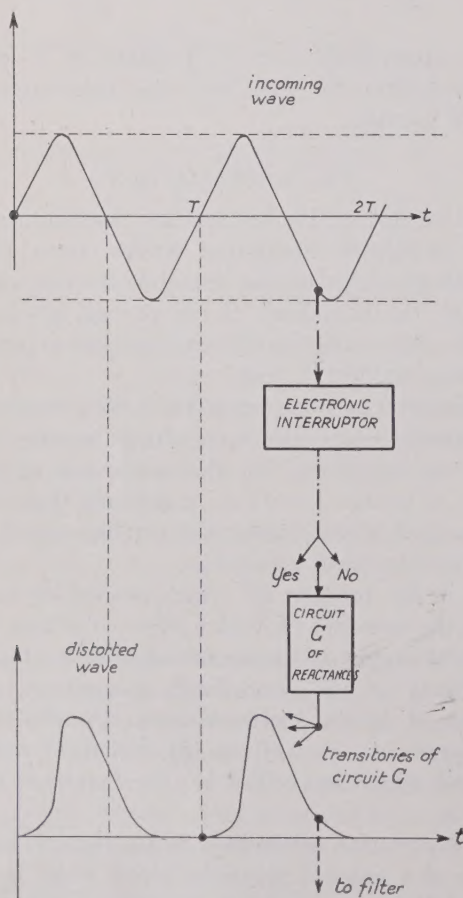 incoming
wave
T
2T
t
ELECTRONIC
INTERRUPTOR
Yes
No
CIRCUIT
C
OF
REACTANCES
distorted
wave
transitories of
circuit C
t
to filter